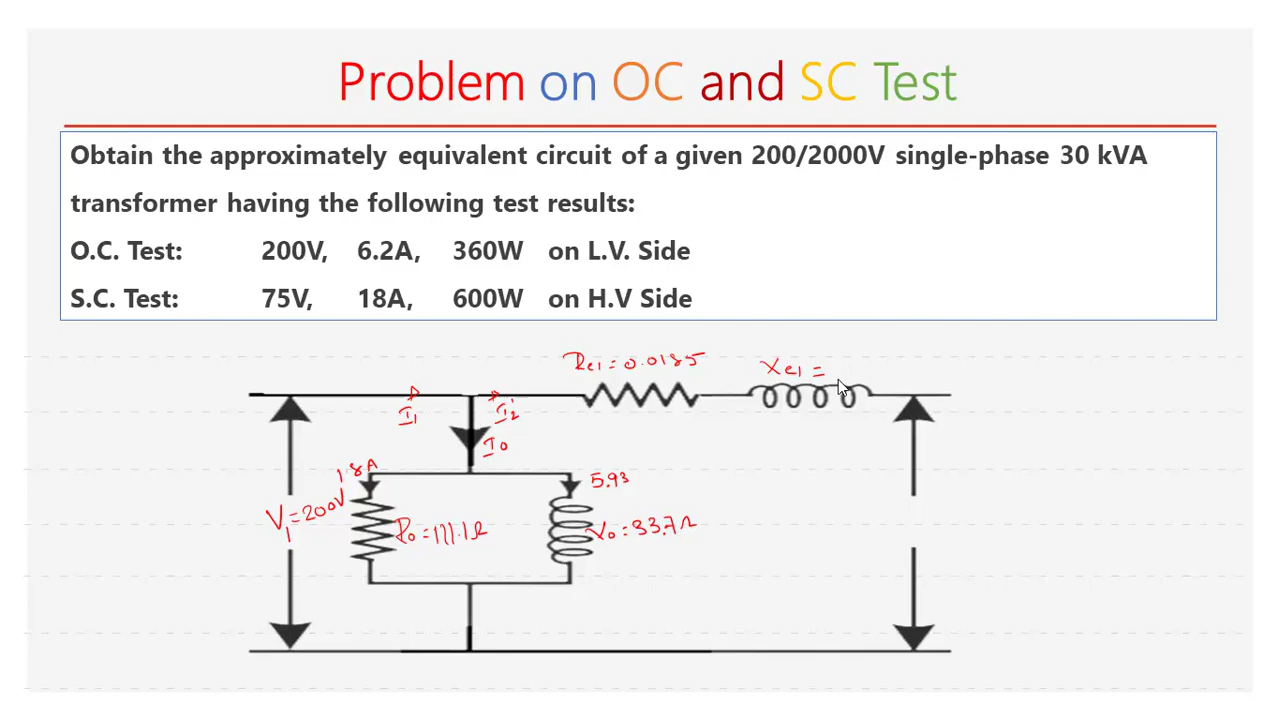 Problem on OC and SC Test
Obtain the approximately equivalent circuit of a given 200/2000V single-phase 30 kVA
transformer having the following test results:
O.C. Test: 200V, 6.2A, 360W on L.V. Side
S.C. Test: 75V, 18A, 600W on H.V Side
Re1 = 0.0185
Xe1 =
I1
I2'
I0
1.8A
5.93
V1 = 200V
R0 = 111.1Ω
X0 = 33.7Ω